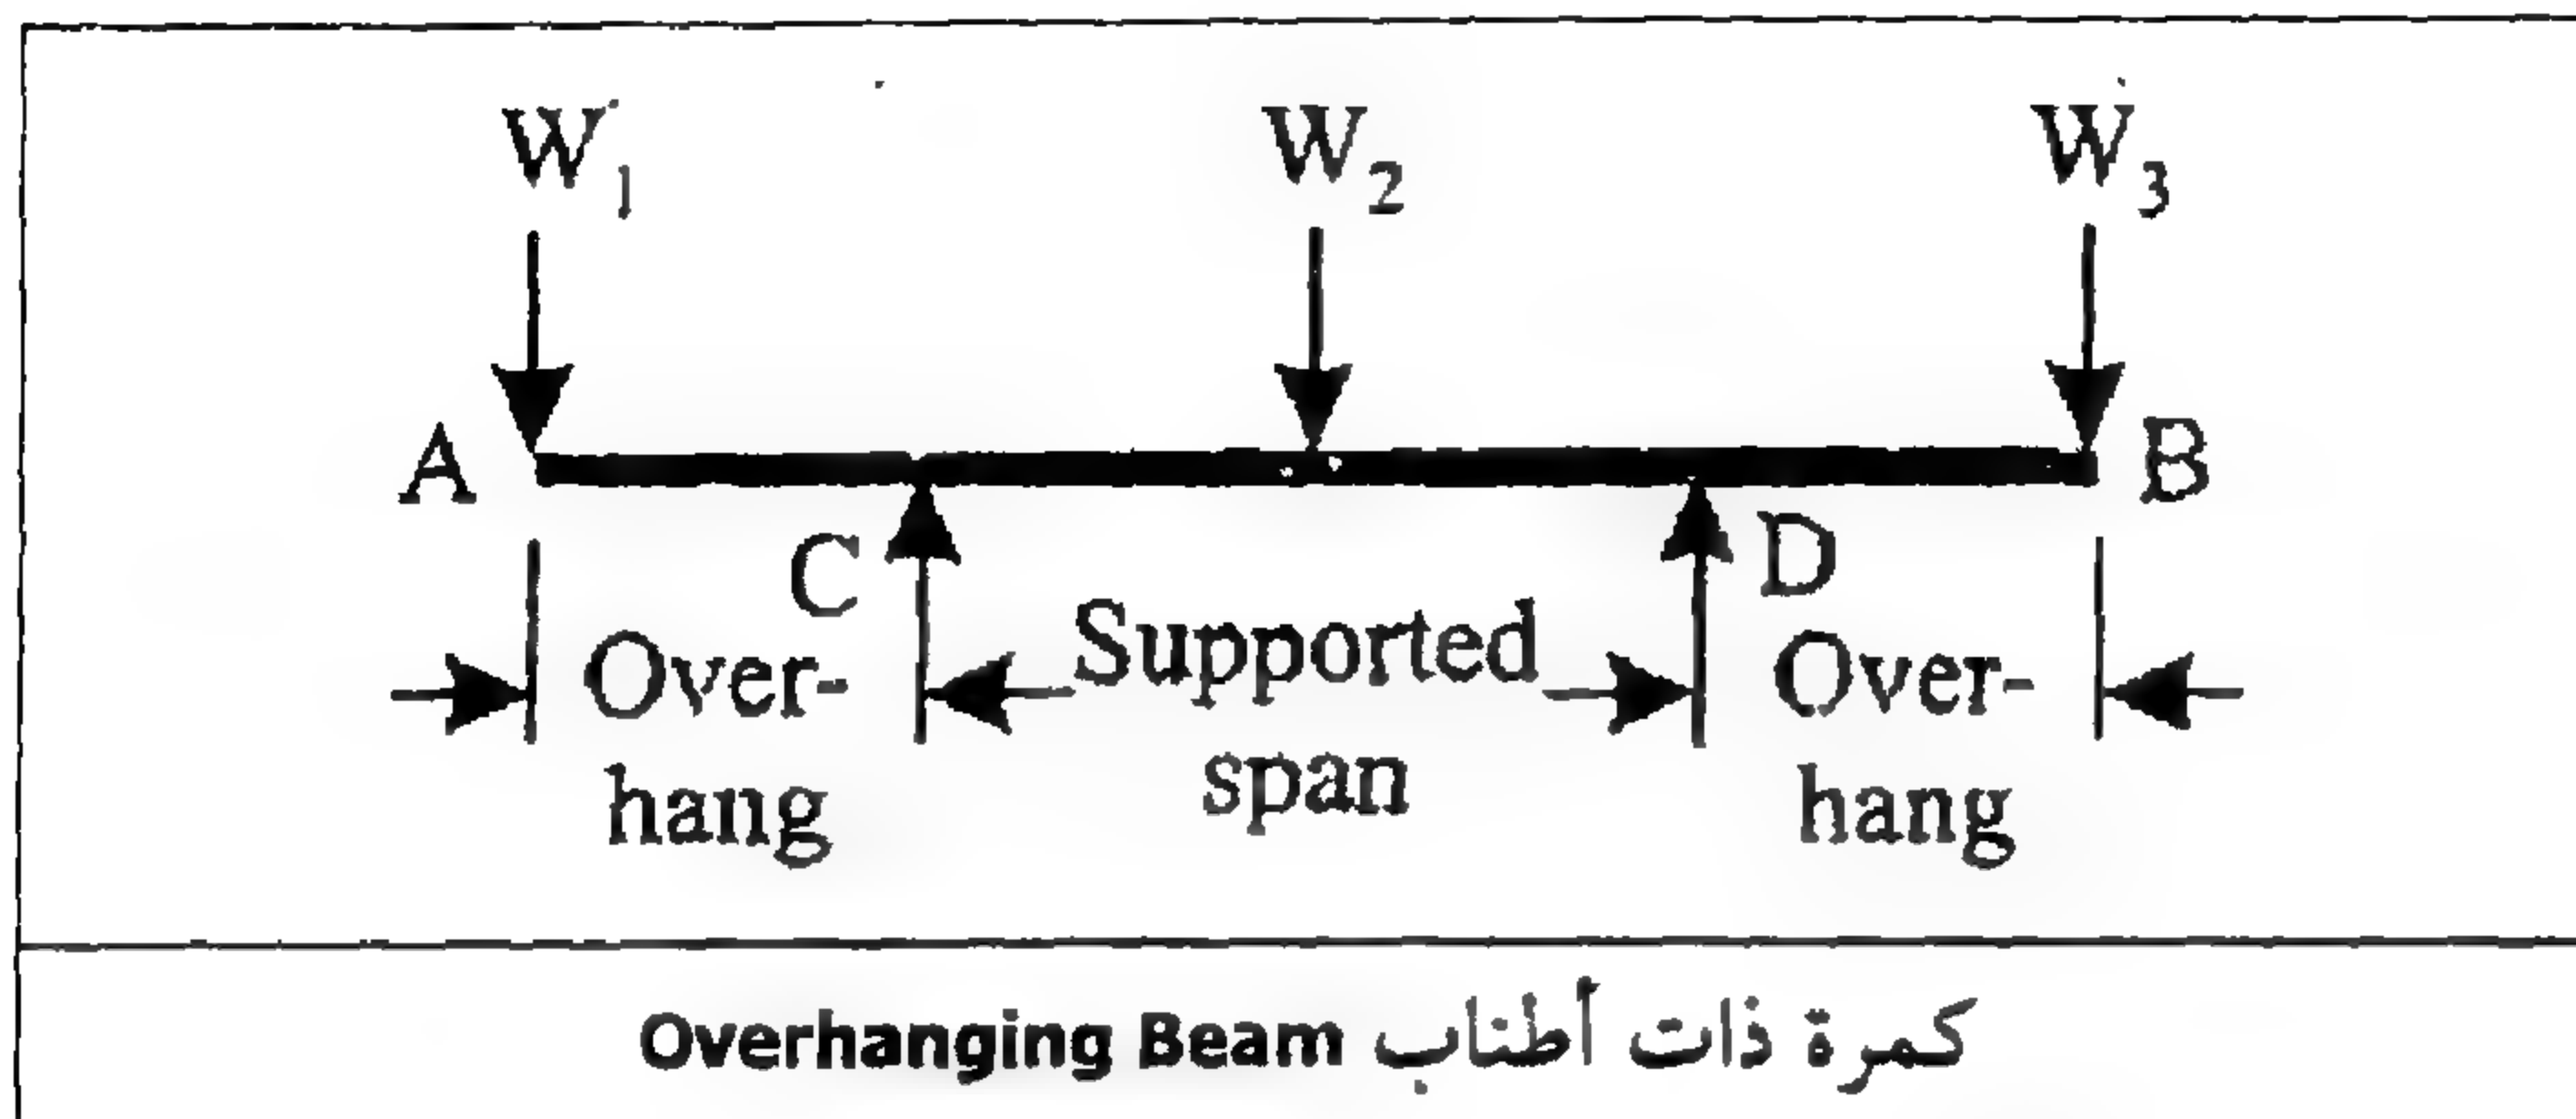 W1 W2 W3
A B
C D
Over- Supported Over-
hang span hang
Overhanging Beam كمرة ذات أطناب